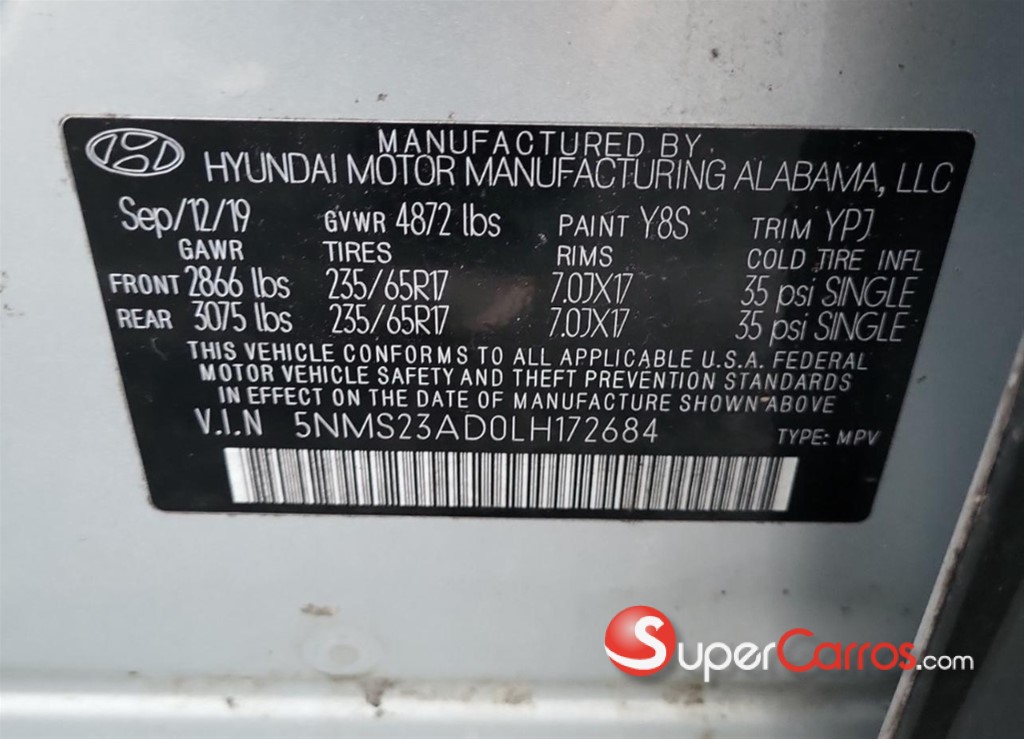 MANUFACTURED BY
HYUNDAI MOTOR MANUFACTURING ALABAMA, LLC
Sep/12/19 GVWR 4872 lbs PAINT Y8S TRIM YPJ
GAWR TIRES RIMS COLD TIRE INFL
FRONT 2866 lbs 235/65R17 7.0JX17 35 psi SINGLE
REAR 3075 lbs 235/65R17 7.0JX17 35 psi SINGLE
THIS VEHICLE CONFORMS TO ALL APPLICABLE U.S.A. FEDERAL
MOTOR VEHICLE SAFETY AND THEFT PREVENTION STANDARDS
IN EFFECT ON THE DATE OF MANUFACTURE SHOWN ABOVE
V.I.N 5NMS23AD0LH172684 TYPE: MPV
SuperCarros.com